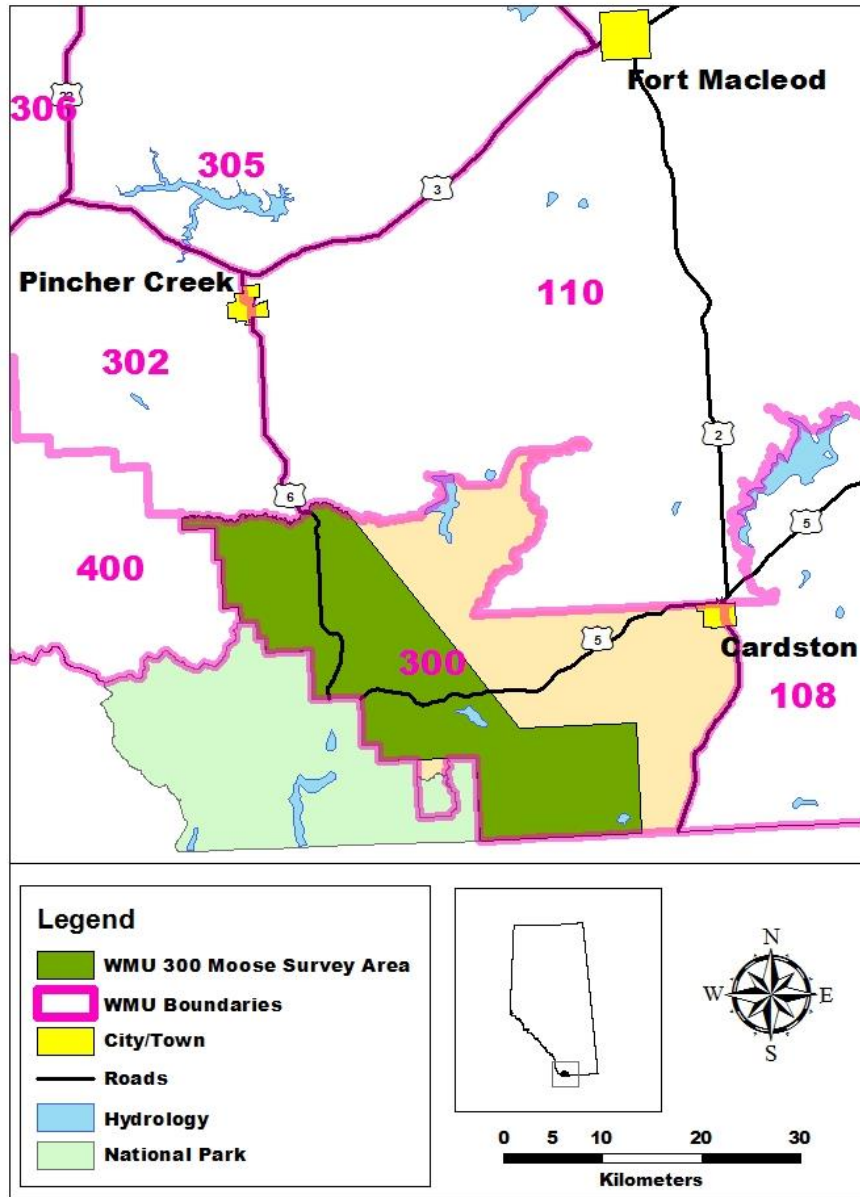 Fort Macleod
22
306
305
3
Pincher Creek
110
302
2
6
5
400
300
5
Cardston
108
Legend
WMU 300 Moose Survey Area
WMU Boundaries
City/Town
Roads
Hydrology
National Park
N
W E
S
0 5 10 20 30
Kilometers